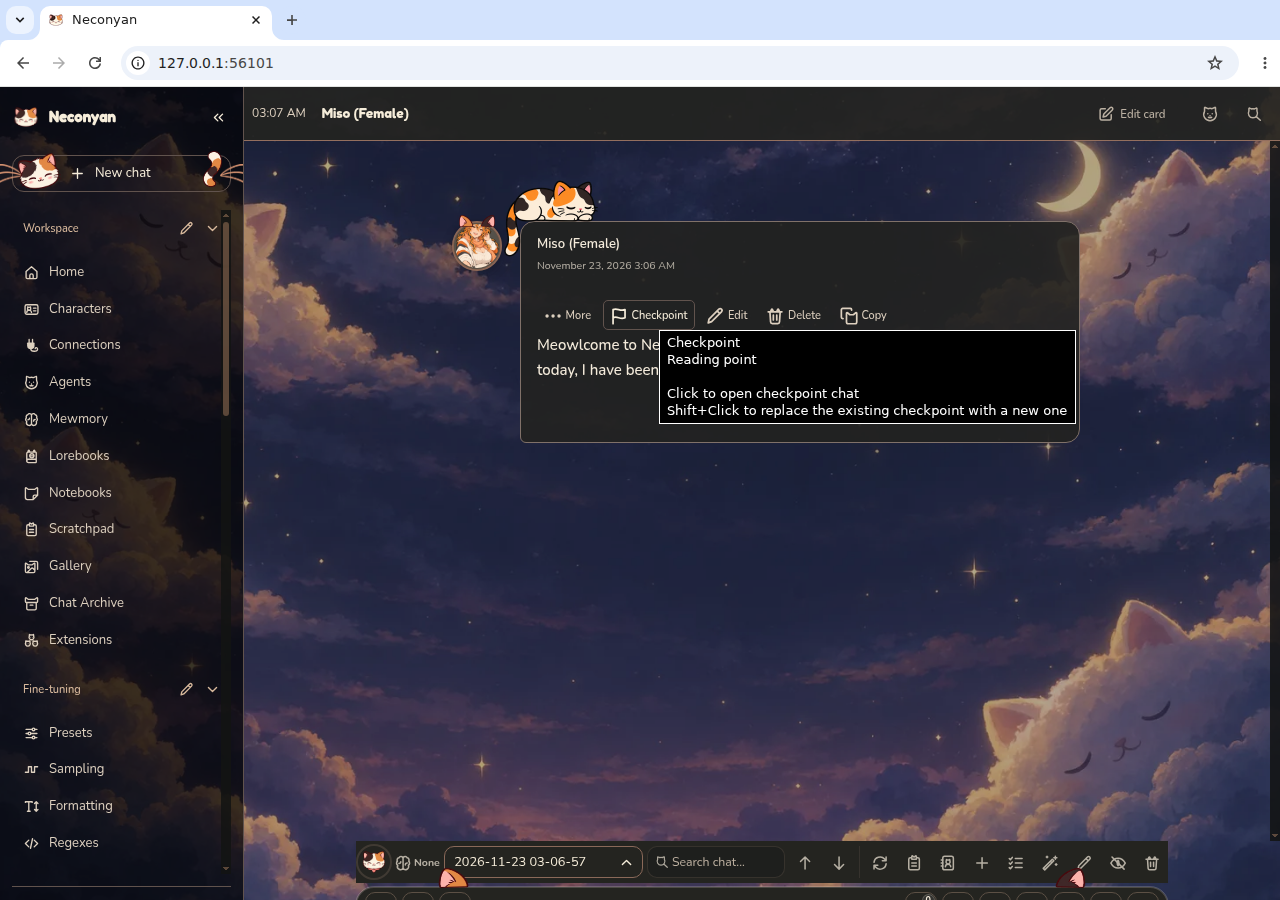 Neconyan
127.0.0.1:56101
Neconyan
03:07 AM
Miso (Female)
Edit card
New chat
Workspace
Home
Characters
Connections
Agents
Mewmory
Lorebooks
Notebooks
Scratchpad
Gallery
Chat Archive
Extensions
Fine-tuning
Presets
Sampling
Formatting
Regexes
Miso (Female)
November 23, 2026 3:06 AM
More
Checkpoint
Edit
Delete
Copy
Meowlcome to Ne
today, I have been
Checkpoint
Reading point
Click to open checkpoint chat
Shift+Click to replace the existing checkpoint with a new one
None
2026-11-23 03-06-57
Search chat...